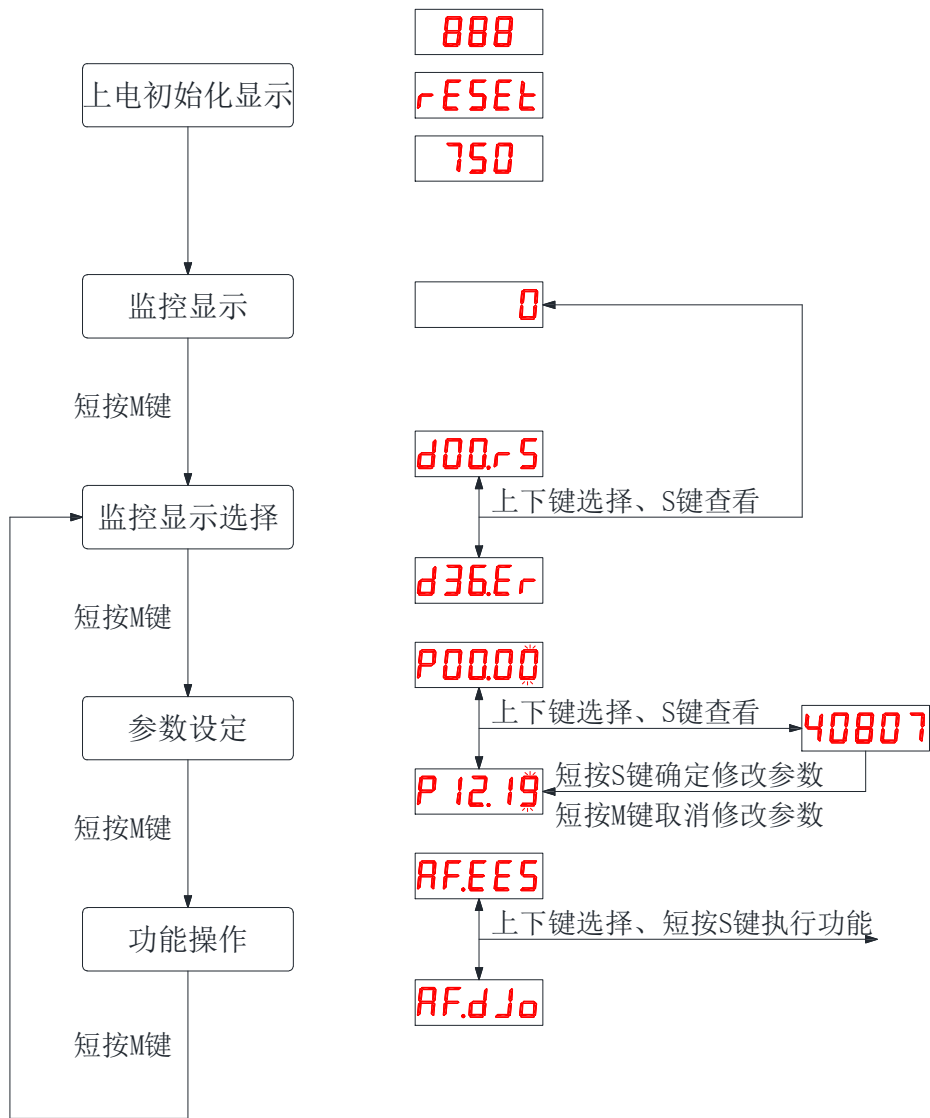 888
上电初始化显示
rESEt
750
监控显示
0
短按M键
d00.rS
监控显示选择
上下键选择、S键查看
d36.Er
短按M键
P00.00
参数设定
上下键选择、S键查看
40807
P12.19
短按S键确定修改参数
短按M键取消修改参数
短按M键
AF.EES
功能操作
上下键选择、短按S键执行功能
AF.dJo
短按M键